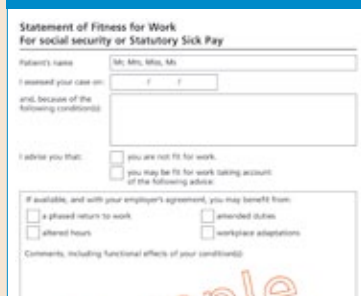 Statement of Fitness for Work
For social security or Statutory Sick Pay
Patient's name Mr, Mrs, Miss, Ms
I assessed your case on: / /
and, because of the
following condition(s):
I advise you that: you are not fit for work.
you may be fit for work taking account
of the following advice:
If available, and with your employer's agreement, you may benefit from:
a phased return to work amended duties
altered hours workplace adaptations
Comments, including functional effects of your condition(s):